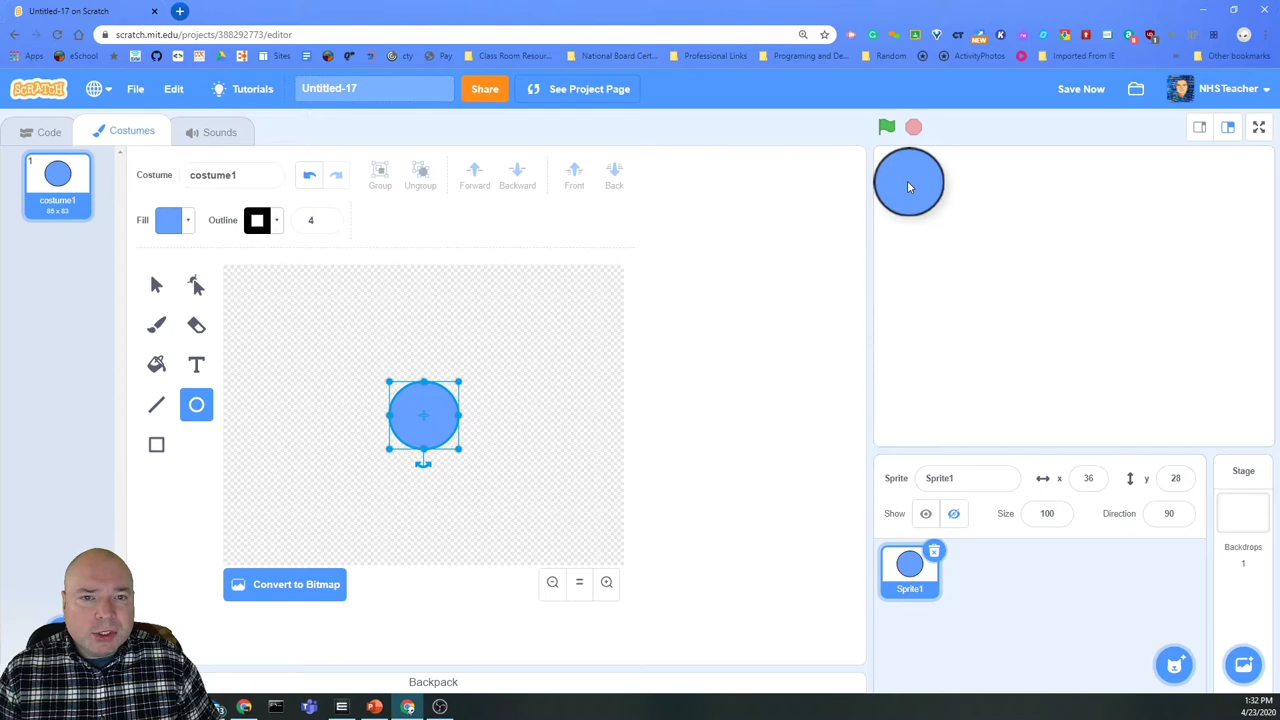 Untitled-17 on Scratch
scratch.mit.edu/projects/388292773/editor
Apps eSchool Sites cty Pay Class Room Resour... National Board Cert... Professional Links Programing and De... Random ActivityPhotos Imported From IE Other bookmarks
SCRATCH File Edit Tutorials Untitled-17 Share See Project Page Save Now NHSTeacher
Code Costumes Sounds
1
costume1
85 x 83
Costume costume1 Group Ungroup Forward Backward Front Back
Fill Outline 4
T
Convert to Bitmap
Backpack
Sprite Sprite1 x 36 y 28
Show Size 100 Direction 90
Sprite1
Stage
Backdrops
1
1:32 PM
4/23/2020